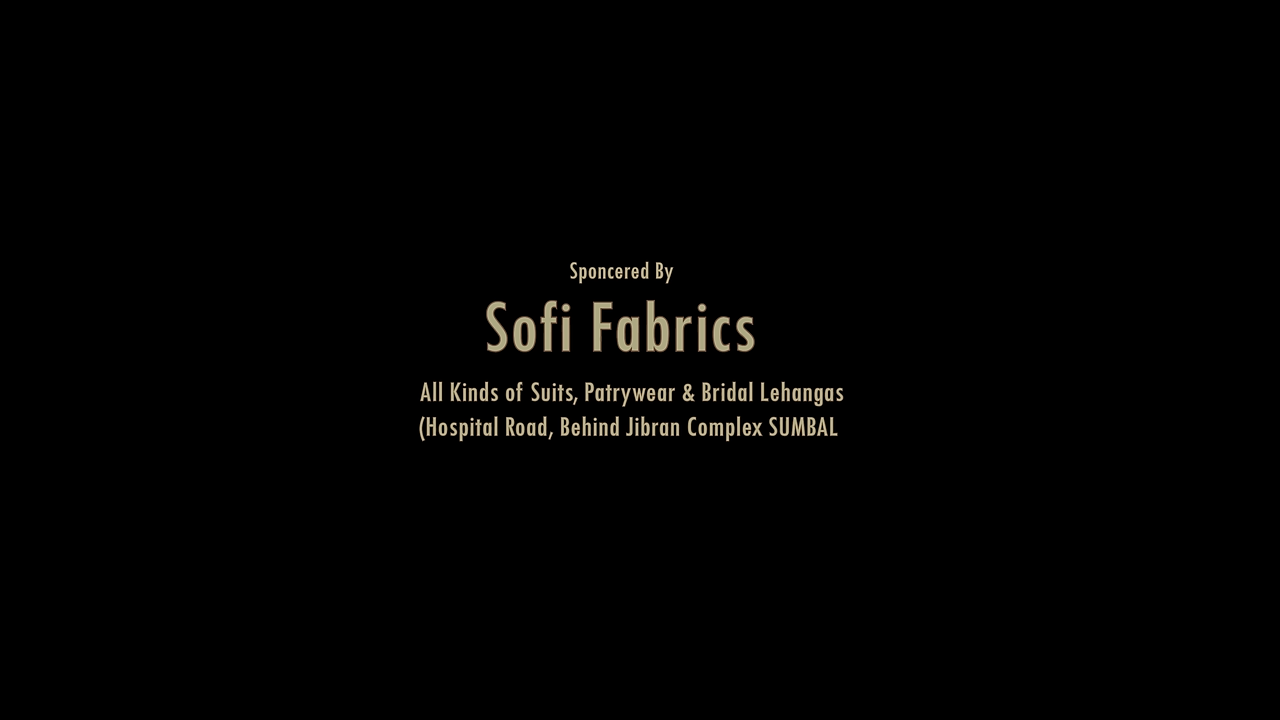 Sponcered By
Sofi Fabrics
All Kinds of Suits, Patrywear & Bridal Lehangas
(Hospital Road, Behind Jibran Complex SUMBAL